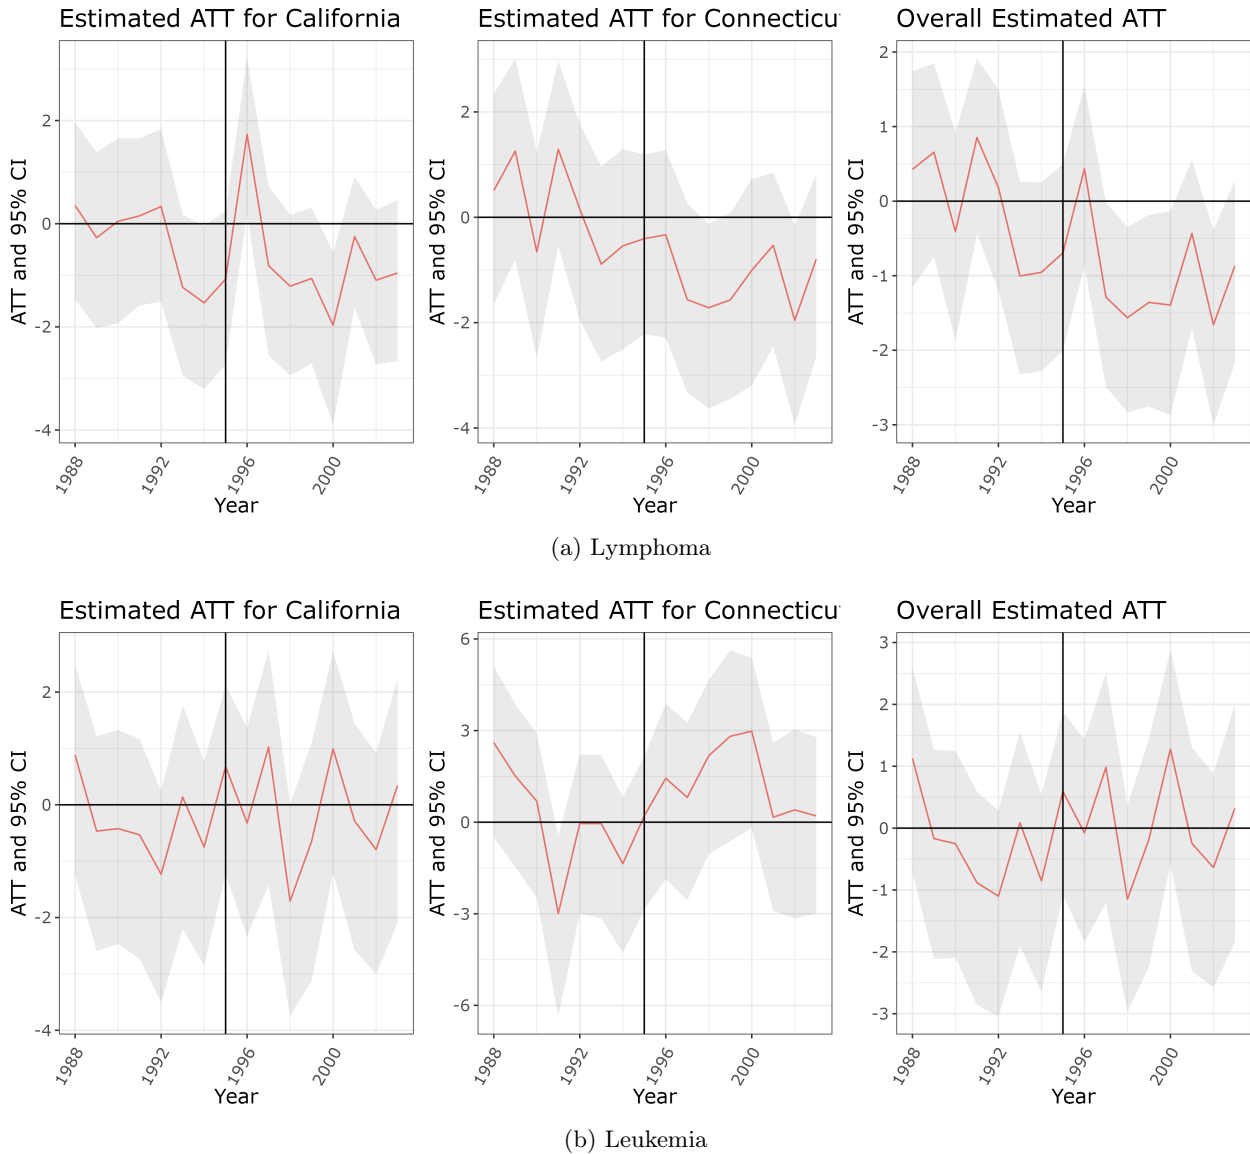 Estimated ATT for California
Estimated ATT for Connecticu
Overall Estimated ATT
ATT and 95% CI
2
0
-2
-4
1988
1992
1996
2000
Year
ATT and 95% CI
2
0
-2
-4
1988
1992
1996
2000
Year
ATT and 95% CI
2
1
0
-1
-2
-3
1988
1992
1996
2000
Year
(a) Lymphoma
Estimated ATT for California
Estimated ATT for Connecticu
Overall Estimated ATT
ATT and 95% CI
2
0
-2
-4
1988
1992
1996
2000
Year
ATT and 95% CI
6
3
0
-3
-6
1988
1992
1996
2000
Year
ATT and 95% CI
3
2
1
0
-1
-2
-3
1988
1992
1996
2000
Year
(b) Leukemia